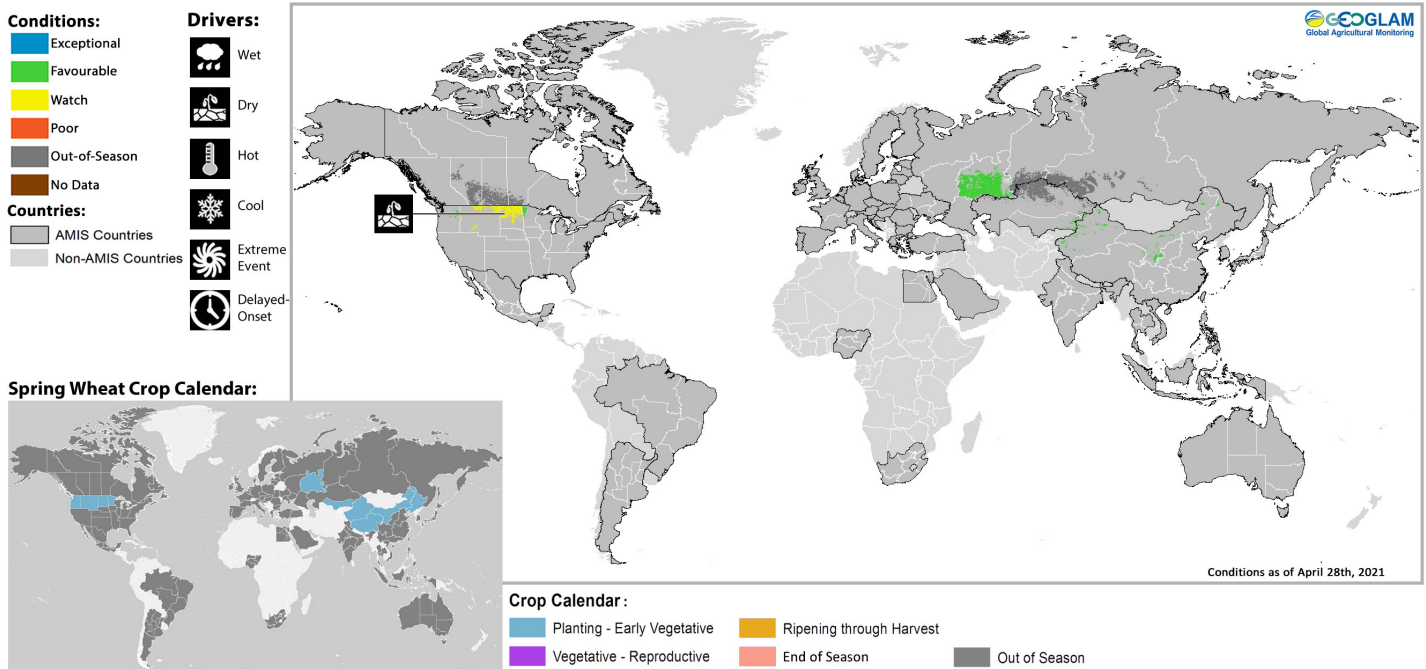 Conditions:
Exceptional
Favourable
Watch
Poor
Out-of-Season
No Data
Countries:
AMIS Countries
Non-AMIS Countries
Drivers:
Wet
Dry
Hot
Cool
Extreme
Event
Delayed-
Onset
GEOGLAM
Global Agricultural Monitoring
Conditions as of April 28th, 2021
Spring Wheat Crop Calendar:
Crop Calendar :
Planting - Early Vegetative
Vegetative - Reproductive
Ripening through Harvest
End of Season
Out of Season